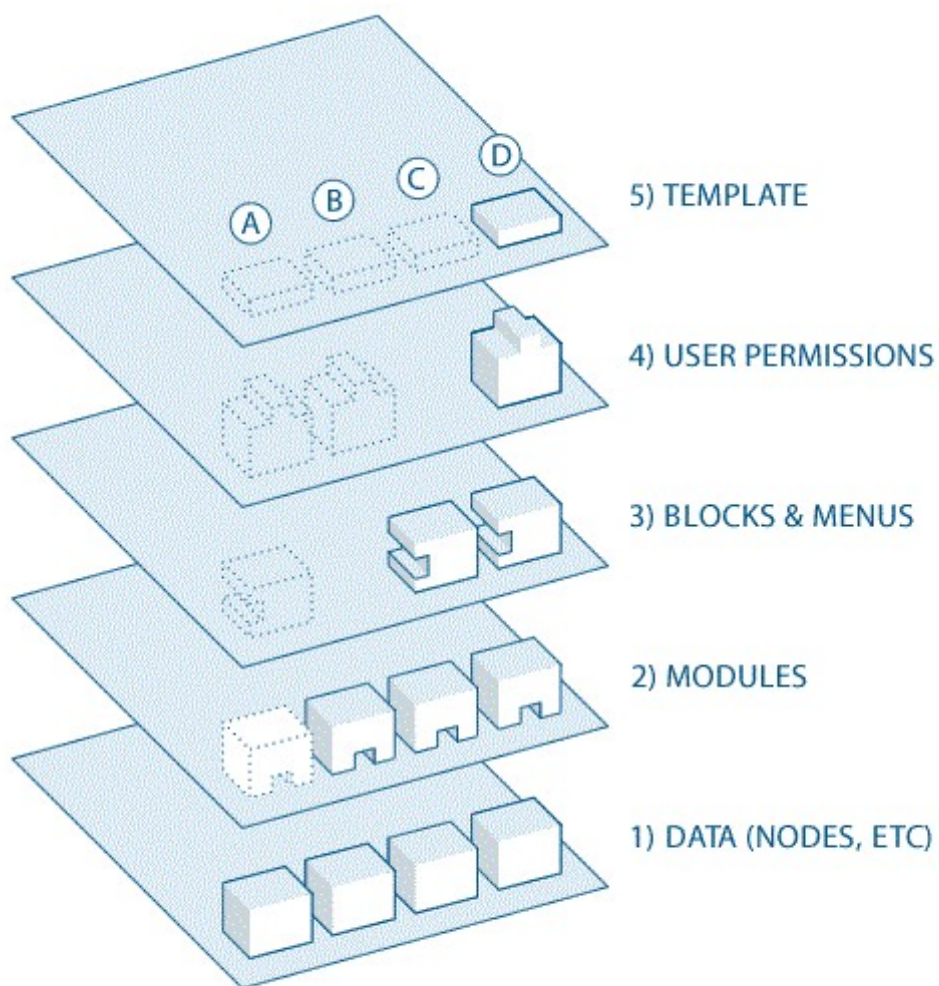 A
B
C
D
5) TEMPLATE
4) USER PERMISSIONS
3) BLOCKS & MENUS
2) MODULES
1) DATA (NODES, ETC)